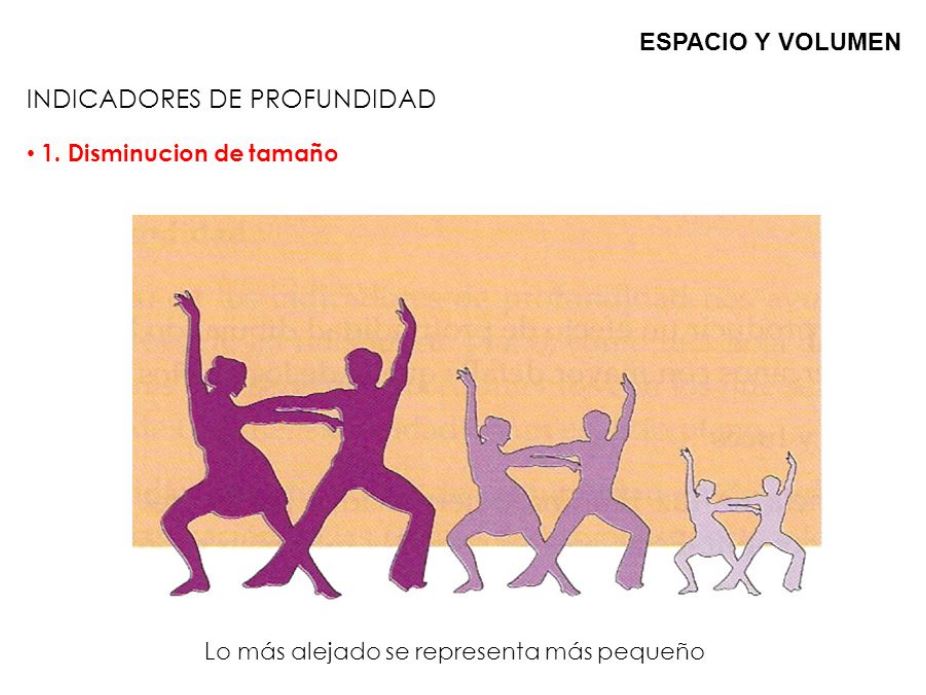 ESPACIO Y VOLUMEN
INDICADORES DE PROFUNDIDAD
• 1. Disminucion de tamaño
Lo más alejado se representa más pequeño